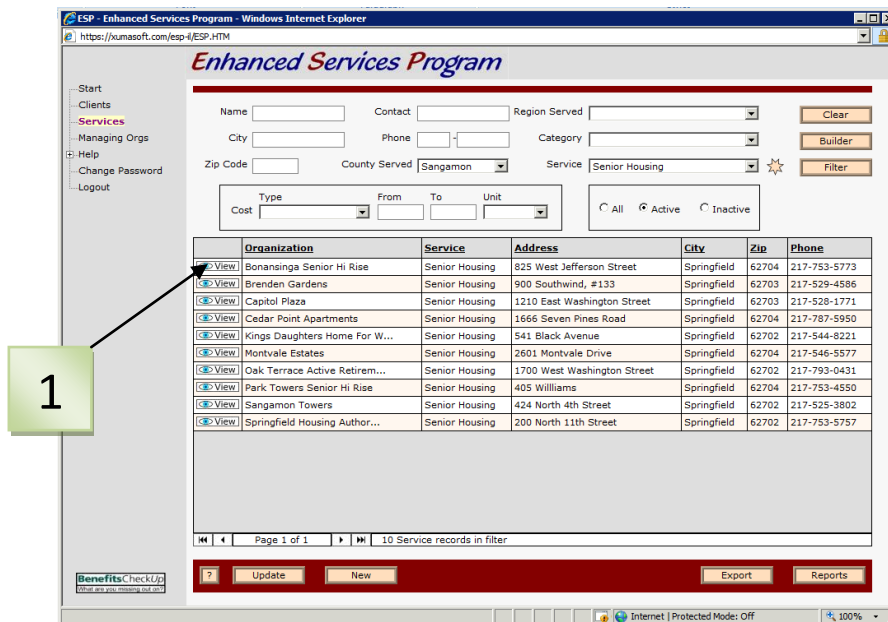 ESP - Enhanced Services Program - Windows Internet Explorer
https://xumasoft.com/esp-il/ESP.HTM
Enhanced Services Program
Start
Clients
Services
Managing Orgs
Help
Change Password
Logout
Name Contact Region Served Clear
City Phone - Category Builder
Zip Code County Served Sangamon Service Senior Housing Filter
Type From To Unit
Cost All Active Inactive
Organization Service Address City Zip Phone
View Bonansinga Senior Hi Rise Senior Housing 825 West Jefferson Street Springfield 62704 217-753-5773
View Brenden Gardens Senior Housing 900 Southwind, #133 Springfield 62703 217-529-4586
View Capitol Plaza Senior Housing 1210 East Washington Street Springfield 62703 217-528-1771
View Cedar Point Apartments Senior Housing 1666 Seven Pines Road Springfield 62704 217-787-5950
View Kings Daughters Home For W... Senior Housing 541 Black Avenue Springfield 62702 217-544-8221
View Montvale Estates Senior Housing 2601 Montvale Drive Springfield 62704 217-546-5577
View Oak Terrace Active Retirem... Senior Housing 1700 West Washington Street Springfield 62702 217-793-0431
View Park Towers Senior Hi Rise Senior Housing 405 Willliams Springfield 62704 217-753-4550
View Sangamon Towers Senior Housing 424 North 4th Street Springfield 62702 217-525-3802
View Springfield Housing Author... Senior Housing 200 North 11th Street Springfield 62702 217-753-5757
1
Page 1 of 1 10 Service records in filter
? Update New Export Reports
BenefitsCheckUp
What are you missing out on?
Internet | Protected Mode: Off 100%